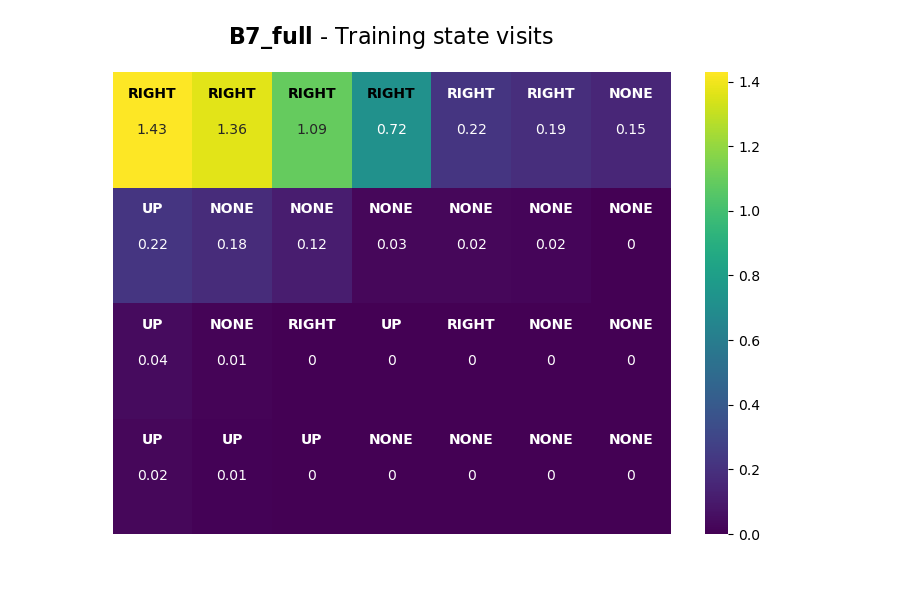 B7_full - Training state visits
RIGHT RIGHT RIGHT RIGHT RIGHT RIGHT NONE
1.43 1.36 1.09 0.72 0.22 0.19 0.15
UP NONE NONE NONE NONE NONE NONE
0.22 0.18 0.12 0.03 0.02 0.02 0
UP NONE RIGHT UP RIGHT NONE NONE
0.04 0.01 0 0 0 0 0
UP UP UP NONE NONE NONE NONE
0.02 0.01 0 0 0 0 0
1.4
1.2
1.0
0.8
0.6
0.4
0.2
0.0